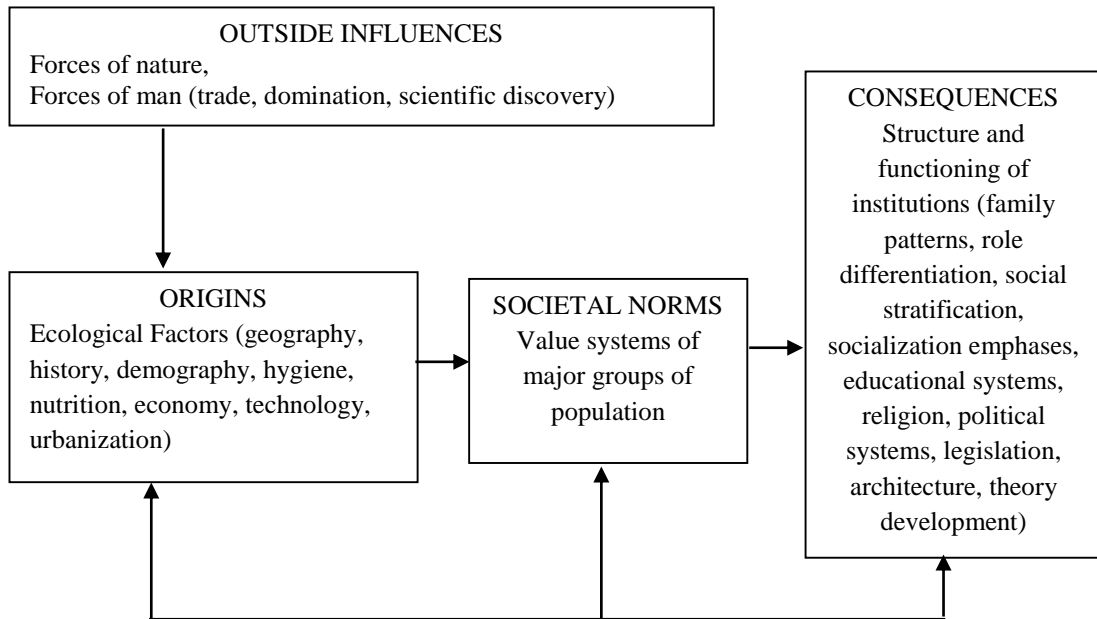 OUTSIDE INFLUENCES
Forces of nature,
Forces of man (trade, domination, scientific discovery)
ORIGINS
Ecological Factors (geography,
history, demography, hygiene,
nutrition, economy, technology,
urbanization)
SOCIETAL NORMS
Value systems of
major groups of
population
CONSEQUENCES
Structure and
functioning of
institutions (family
patterns, role
differentiation, social
stratification,
socialization emphases,
educational systems,
religion, political
systems, legislation,
architecture, theory
development)